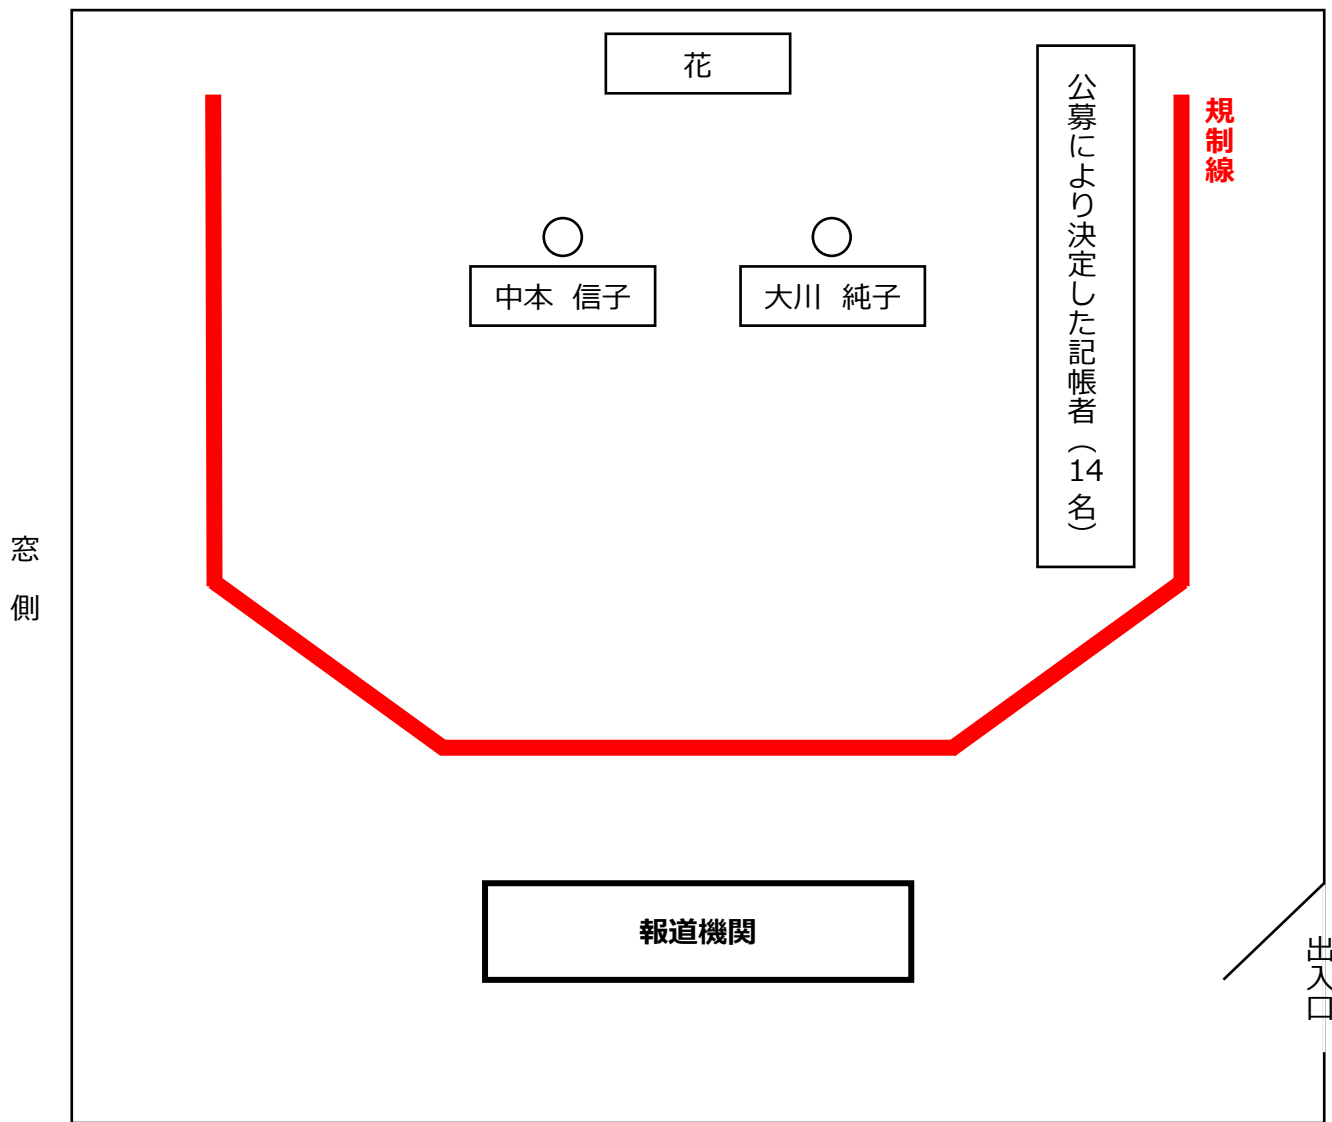 花
公募により決定した記帳者（14名）
規制線
中本 信子
大川 純子
窓側
報道機関
出入口